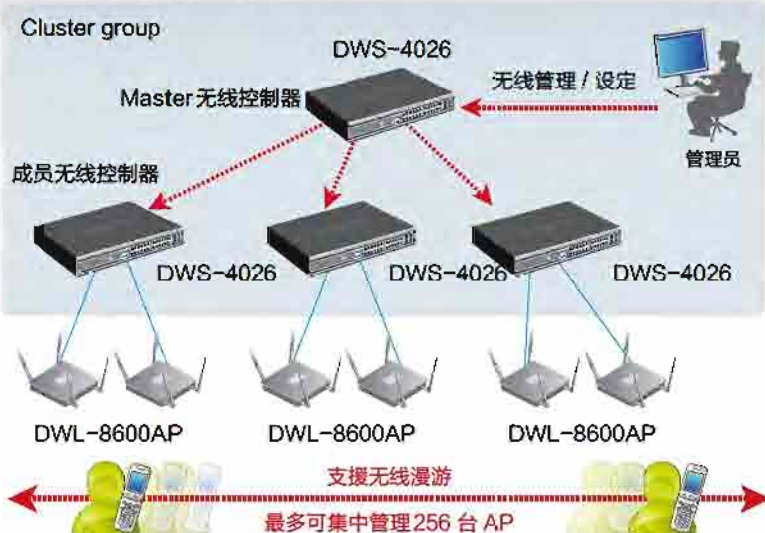 Cluster group
DWS-4026
Master无线控制器
无线管理 / 设定
管理员
成员无线控制器
DWS-4026
DWS-4026
DWS-4026
DWL-8600AP
DWL-8600AP
DWL-8600AP
支援无线漫游
最多可集中管理256 台 AP